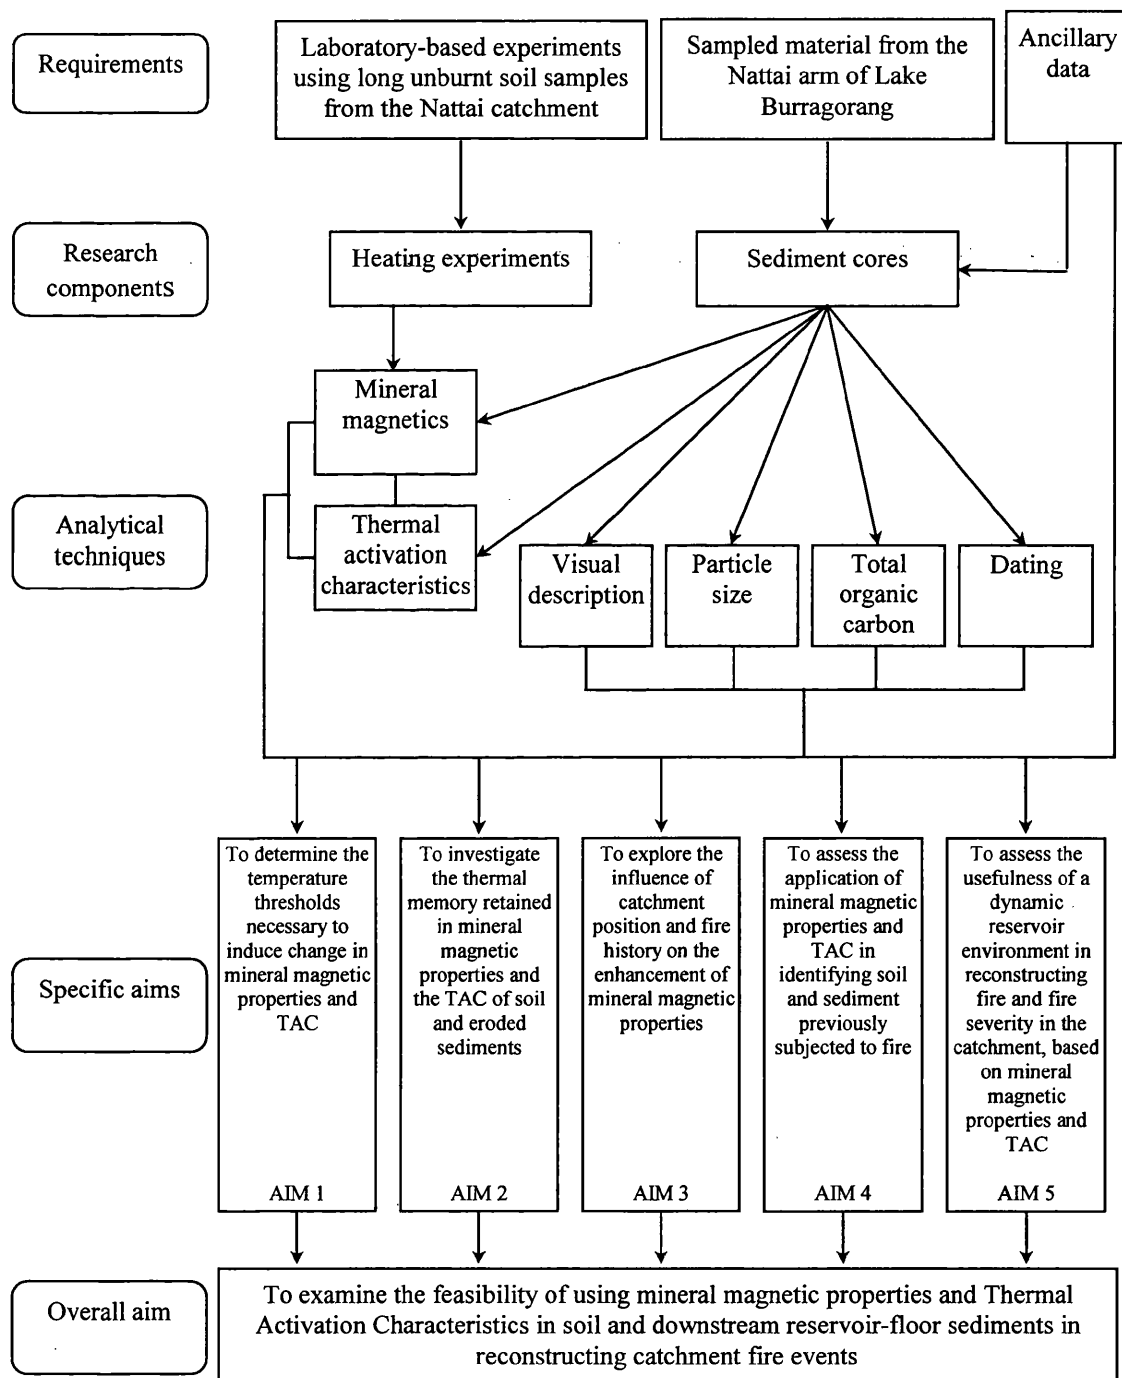 Requirements
Laboratory-based experiments
using long unburnt soil samples
from the Nattai catchment
Sampled material from the
Nattai arm of Lake
Burragorang
Ancillary
data
Research
components
Heating experiments
Sediment cores
Analytical
techniques
Mineral
magnetics
Thermal
activation
characteristics
Visual
description
Particle
size
Total
organic
carbon
Dating
Specific aims
To determine the
temperature
thresholds
necessary to
induce change in
mineral magnetic
properties and
TAC
AIM 1
To investigate
the thermal
memory retained
in mineral
magnetic
properties and
the TAC of soil
and eroded
sediments
AIM 2
To explore the
influence of
catchment
position and fire
history on the
enhancement of
mineral magnetic
properties
AIM 3
To assess the
application of
mineral magnetic
properties and
TAC in
identifying soil
and sediment
previously
subjected to fire
AIM 4
To assess the
usefulness of a
dynamic
reservoir
environment in
reconstructing
fire and fire
severity in the
catchment, based
on mineral
magnetic
properties and
TAC
AIM 5
Overall aim
To examine the feasibility of using mineral magnetic properties and Thermal
Activation Characteristics in soil and downstream reservoir-floor sediments in
reconstructing catchment fire events